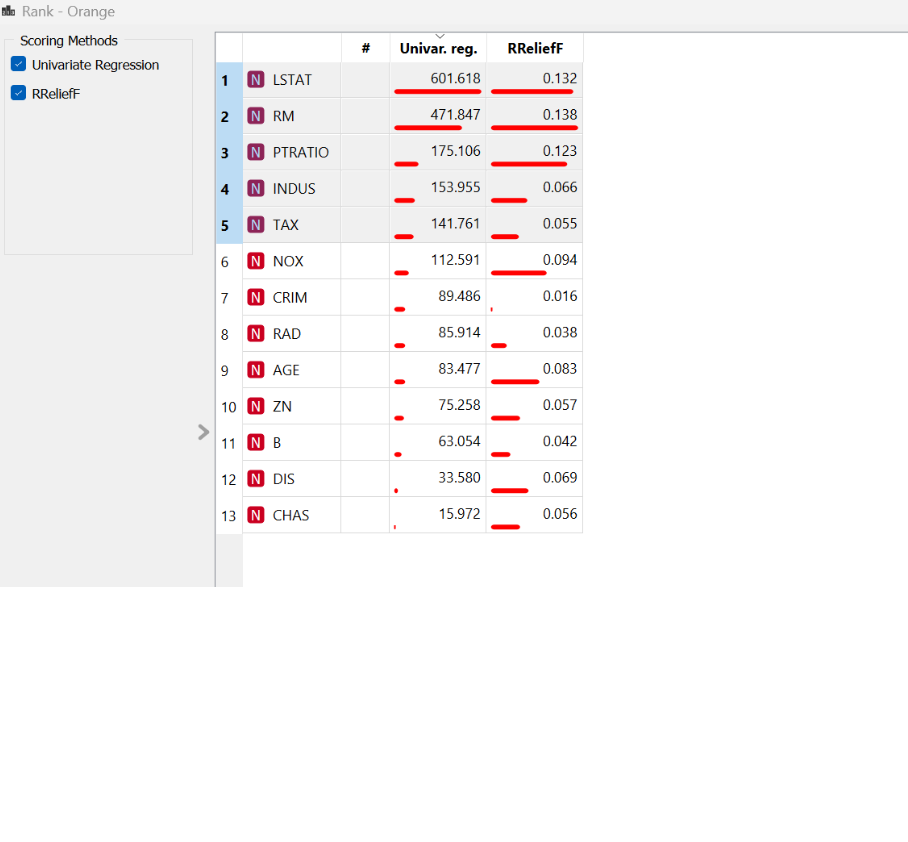 Rank - Orange
Scoring Methods
Univariate Regression
RReliefF
# Univar. reg. RReliefF
1 N LSTAT 601.618 0.132
2 N RM 471.847 0.138
3 N PTRATIO 175.106 0.123
4 N INDUS 153.955 0.066
5 N TAX 141.761 0.055
6 N NOX 112.591 0.094
7 N CRIM 89.486 0.016
8 N RAD 85.914 0.038
9 N AGE 83.477 0.083
10 N ZN 75.258 0.057
11 N B 63.054 0.042
12 N DIS 33.580 0.069
13 N CHAS 15.972 0.056